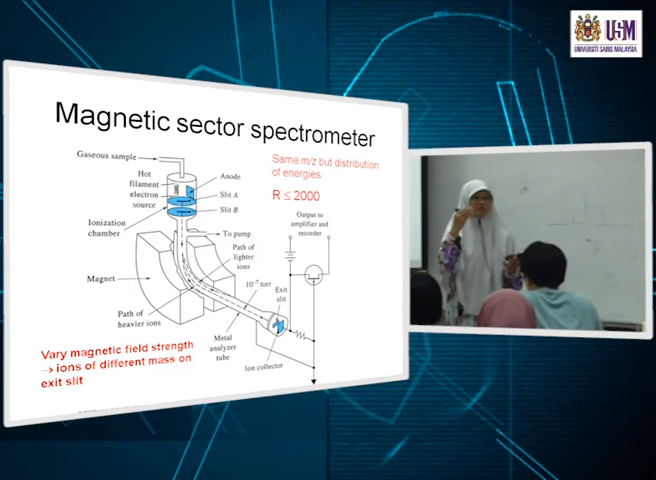 USM
UNIVERSITI SAINS MALAYSIA
Magnetic sector spectrometer
Same m/z but distribution
of energies
R ≤ 2000
Gaseous sample
Hot
filament
electron
source
Anode
Slit A
Slit B
Ionization
chamber
To pump
Path of
lighter
ions
Magnet
Path of
heavier ions
10⁻⁷ torr
Exit
slit
Output to
amplifier and
recorder
Metal
analyzer
tube
Ion collector
Vary magnetic field strength
→ ions of different mass on
exit slit